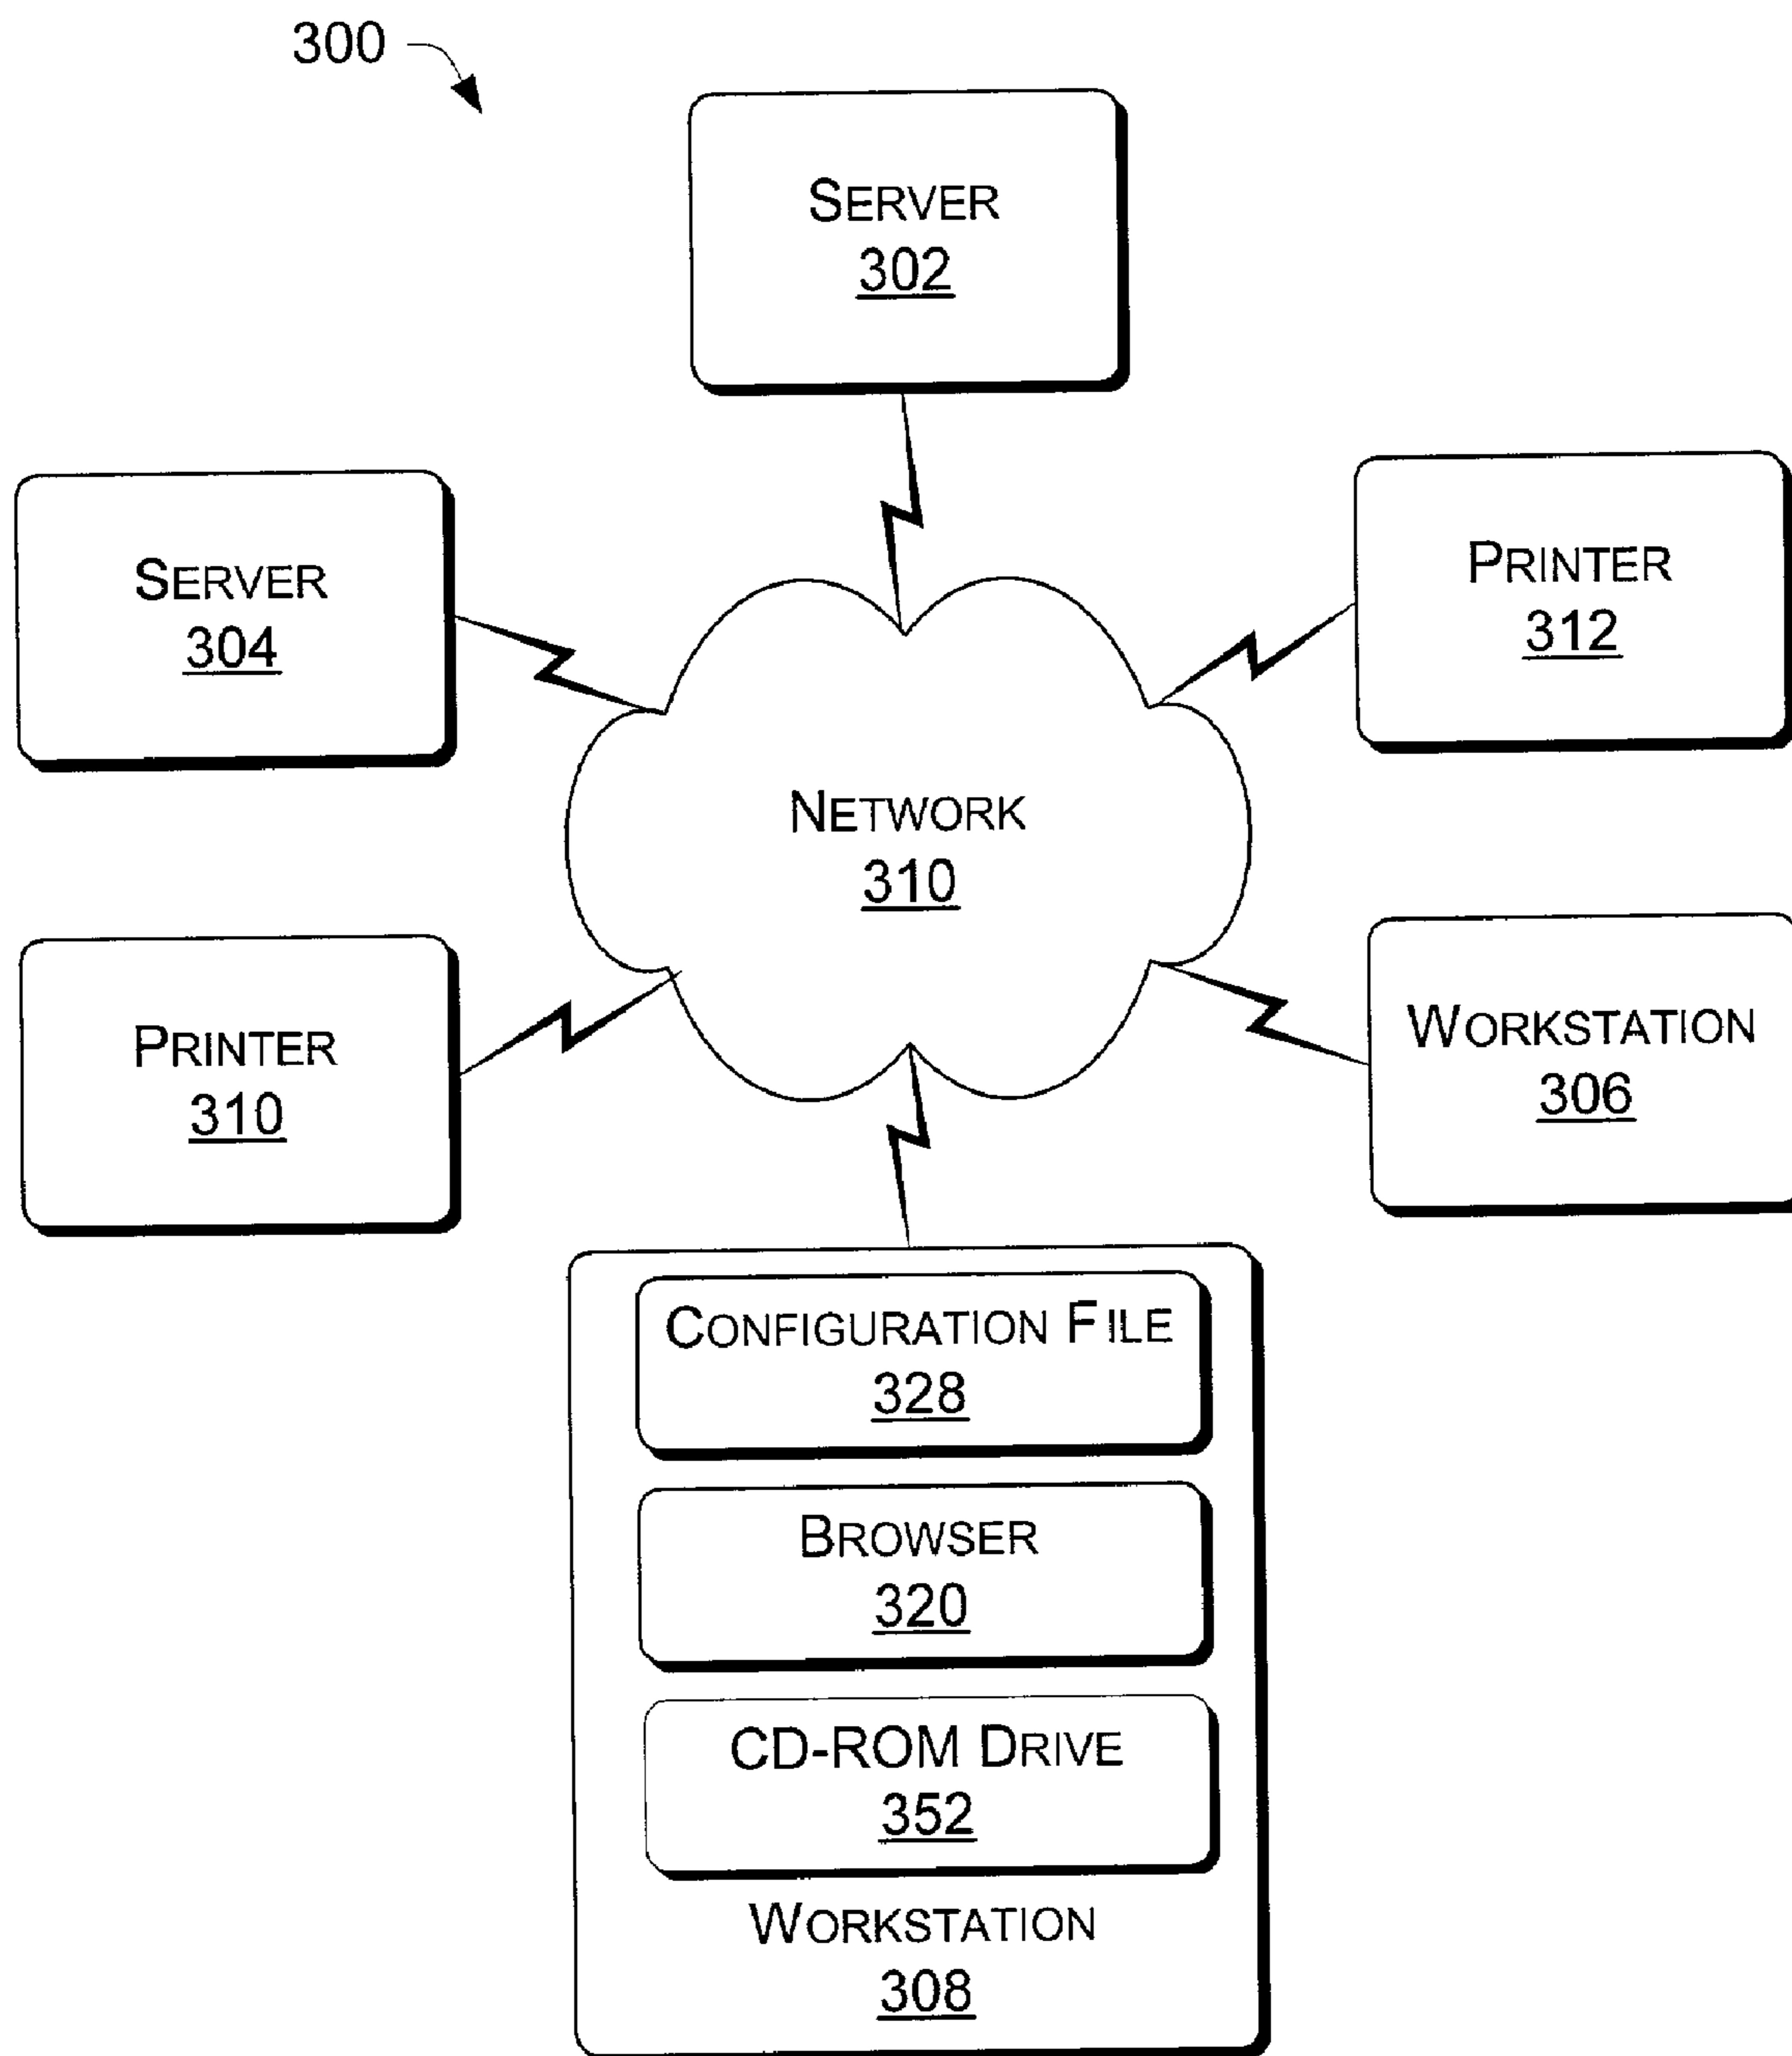 300
SERVER
302
SERVER
304
PRINTER
312
NETWORK
310
PRINTER
310
WORKSTATION
306
CONFIGURATION FILE
328
BROWSER
320
CD-ROM DRIVE
352
WORKSTATION
308